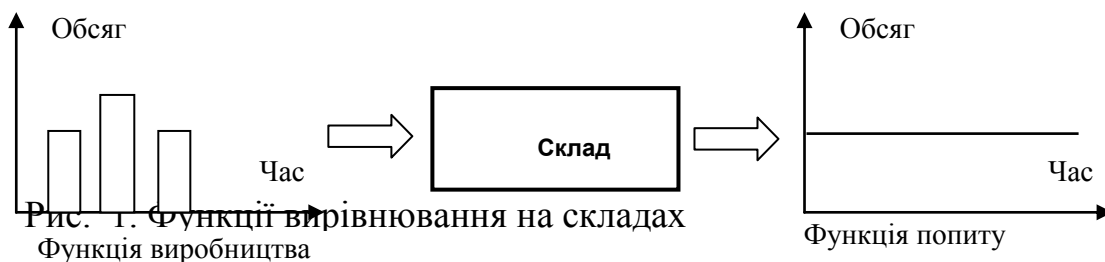 Обсяг
Обсяг
Склад
Час
Час
Рис. 1. Функції вирівнювання на складах
Функція виробництва
Функція попиту